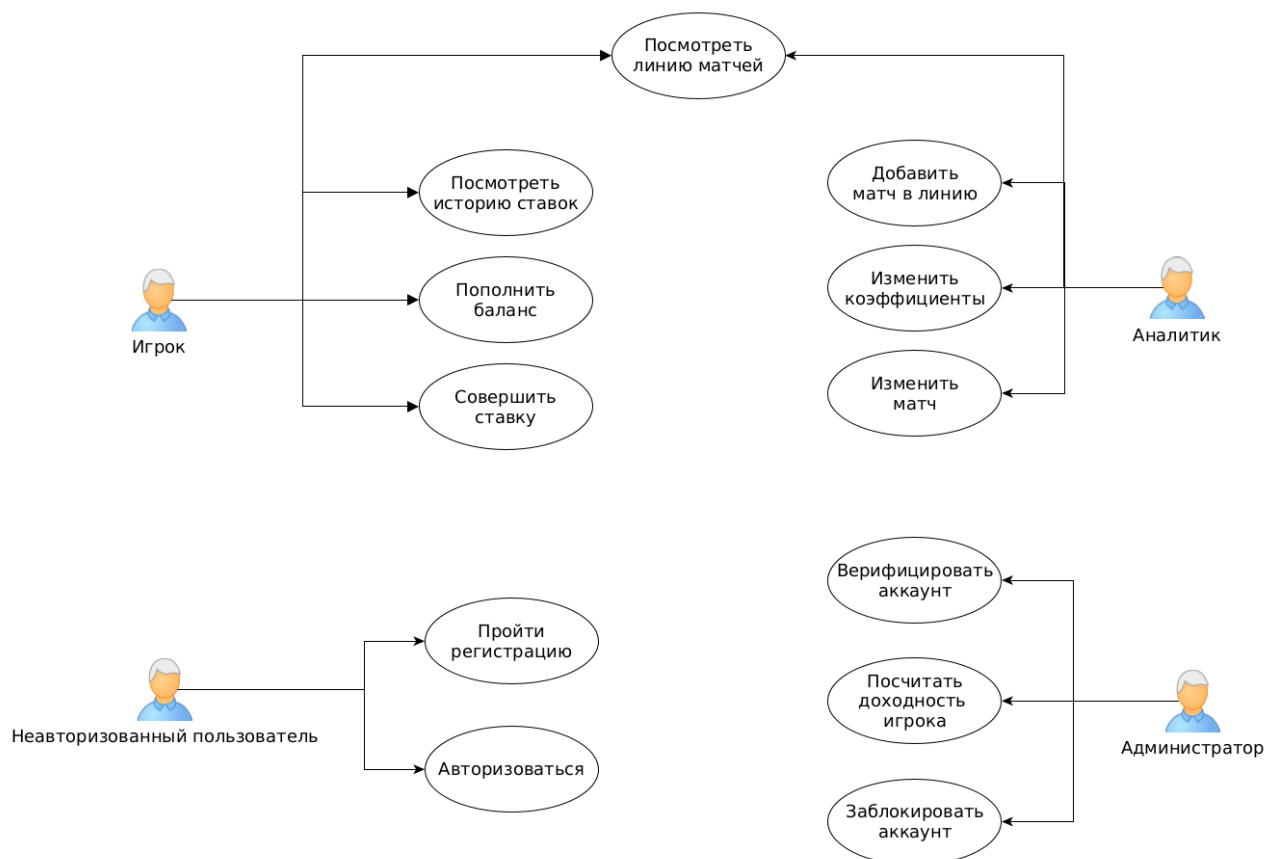 Посмотреть
линию матчей
Посмотреть
историю ставок
Добавить
матч в линию
Пополнить
баланс
Изменить
коэффициенты
Игрок
Аналитик
Совершить
ставку
Изменить
матч
Верифицировать
аккаунт
Пройти
регистрацию
Посчитать
доходность
игрока
Неавторизованный пользователь
Администратор
Авторизоваться
Заблокировать
аккаунт